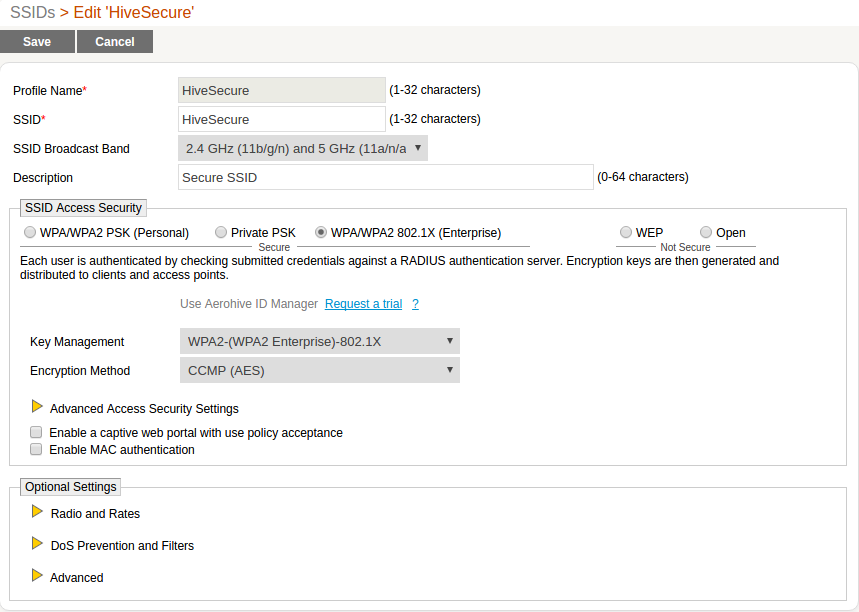 SSIDs > Edit 'HiveSecure'
Save Cancel
Profile Name* HiveSecure (1-32 characters)
SSID* HiveSecure (1-32 characters)
SSID Broadcast Band 2.4 GHz (11b/g/n) and 5 GHz (11a/n/a
Description Secure SSID (0-64 characters)
SSID Access Security
WPA/WPA2 PSK (Personal) Private PSK WPA/WPA2 802.1X (Enterprise) WEP Open
Secure Not Secure
Each user is authenticated by checking submitted credentials against a RADIUS authentication server. Encryption keys are then generated and
distributed to clients and access points.
Use Aerohive ID Manager Request a trial ?
Key Management WPA2-(WPA2 Enterprise)-802.1X
Encryption Method CCMP (AES)
Advanced Access Security Settings
Enable a captive web portal with use policy acceptance
Enable MAC authentication
Optional Settings
Radio and Rates
DoS Prevention and Filters
Advanced